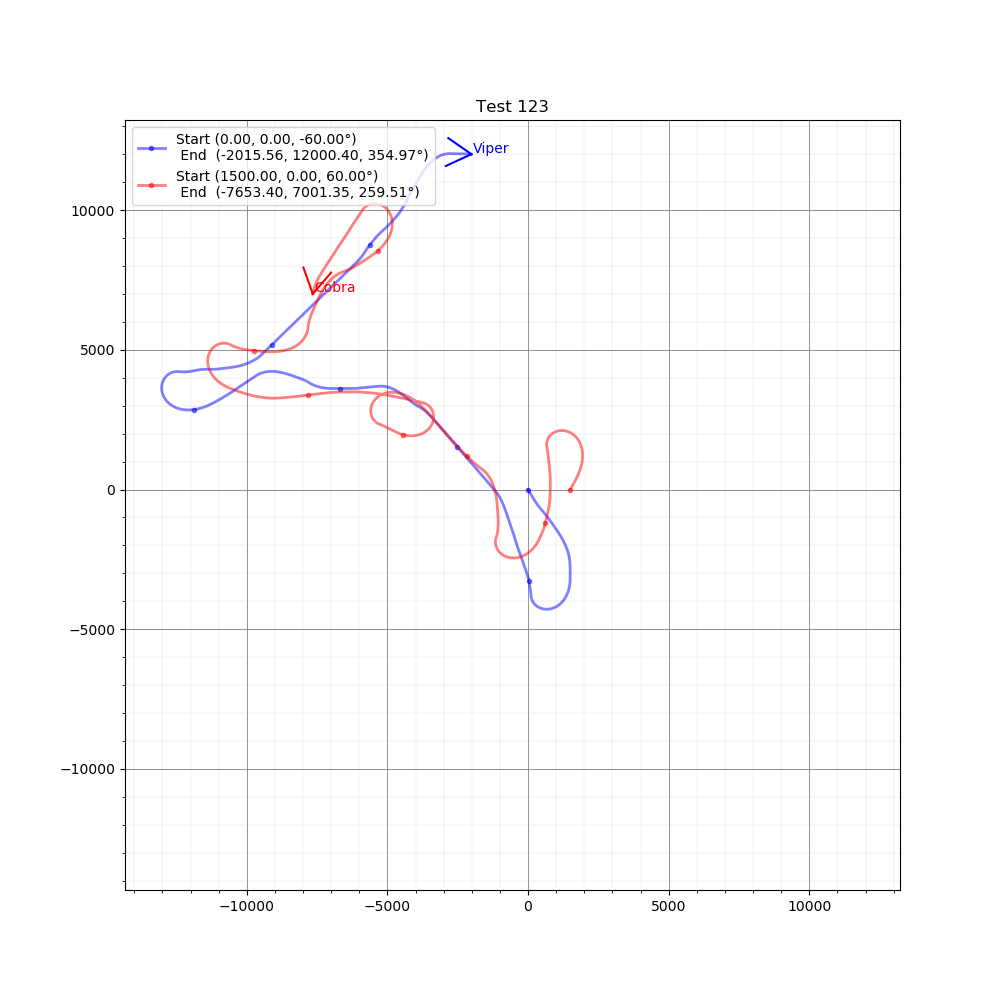 Test 123
Start (0.00, 0.00, -60.00°)
End (-2015.56, 12000.40, 354.97°)
Start (1500.00, 0.00, 60.00°)
End (-7653.40, 7001.35, 259.51°)
Viper
Cobra
10000
5000
0
−5000
−10000
−10000 −5000 0 5000 10000